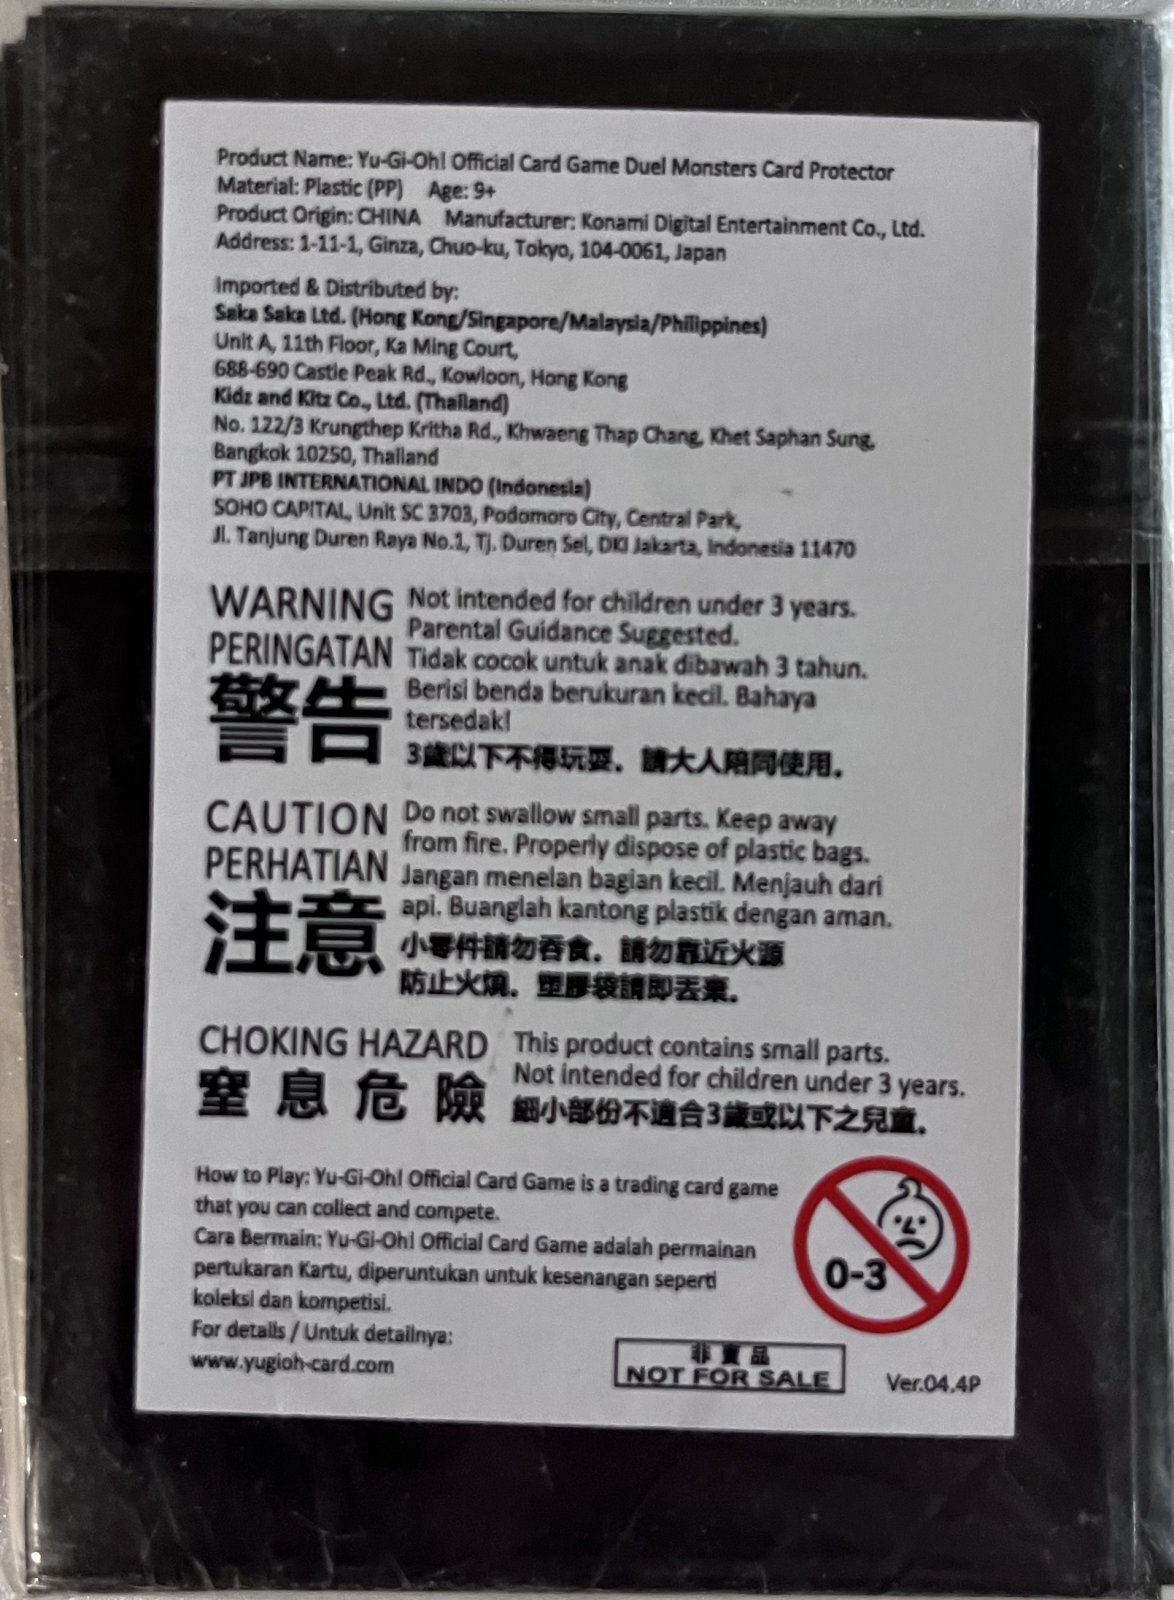 Product Name: Yu-Gi-Oh! Official Card Game Duel Monsters Card Protector
Material: Plastic (PP) Age: 9+
Product Origin: CHINA Manufacturer: Konami Digital Entertainment Co., Ltd.
Address: 1-11-1, Ginza, Chuo-ku, Tokyo, 104-0061, Japan
Imported & Distributed by:
Saka Saka Ltd. (Hong Kong/Singapore/Malaysia/Philippines)
Unit A, 11th Floor, Ka Ming Court,
688-690 Castle Peak Rd., Kowloon, Hong Kong
Kidz and Kitz Co., Ltd. (Thailand)
No. 122/3 Krungthep Kritha Rd., Khwaeng Thap Chang, Khet Saphan Sung,
Bangkok 10250, Thailand
PT JPB INTERNATIONAL INDO (Indonesia)
SOHO CAPITAL, Unit SC 3703, Podomoro City, Central Park,
Jl. Tanjung Duren Raya No.1, Tj. Duren Sel, DKI Jakarta, Indonesia 11470
WARNING
PERINGATAN
警告
Not intended for children under 3 years.
Parental Guidance Suggested.
Tidak cocok untuk anak dibawah 3 tahun.
Berisi benda berukuran kecil. Bahaya
tersedak!
3歲以下不得玩耍．請大人陪同使用．
CAUTION
PERHATIAN
注意
Do not swallow small parts. Keep away
from fire. Properly dispose of plastic bags.
Jangan menelan bagian kecil. Menjauh dari
api. Buanglah kantong plastik dengan aman.
小零件請勿吞食．請勿靠近火源
防止火燒．塑膠袋請即丟棄．
CHOKING HAZARD
窒息危險
This product contains small parts.
Not intended for children under 3 years.
細小部份不適合3歲或以下之兒童．
How to Play: Yu-Gi-Oh! Official Card Game is a trading card game
that you can collect and compete.
Cara Bermain: Yu-Gi-Oh! Official Card Game adalah permainan
pertukaran Kartu, diperuntukan untuk kesenangan seperti
koleksi dan kompetisi.
For details / Untuk detailnya:
www.yugioh-card.com
0-3
非賣品
NOT FOR SALE
Ver.04.4P